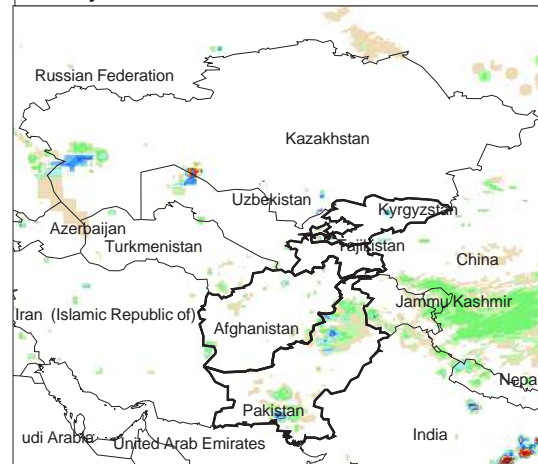 Russian Federation
Kazakhstan
Uzbekistan
Kyrgyzstan
Azerbaijan
Turkmenistan
Tajikistan
China
Iran (Islamic Republic of)
Jammu Kashmir
Afghanistan
Nepa
Pakistan
India
udi Arabia
United Arab Emirates